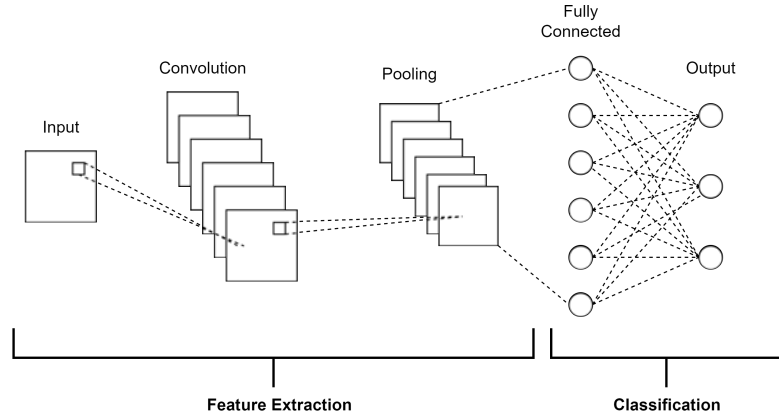 Fully
Connected
Convolution
Pooling
Output
Input
Feature Extraction
Classification